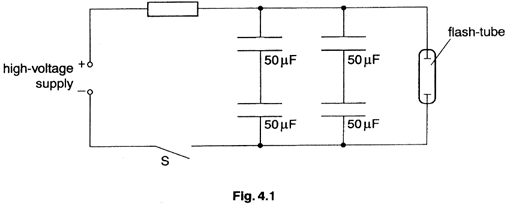 flash-tube
high-voltage
supply
+
–
50 μF
50 μF
50 μF
50 μF
S
Fig. 4.1